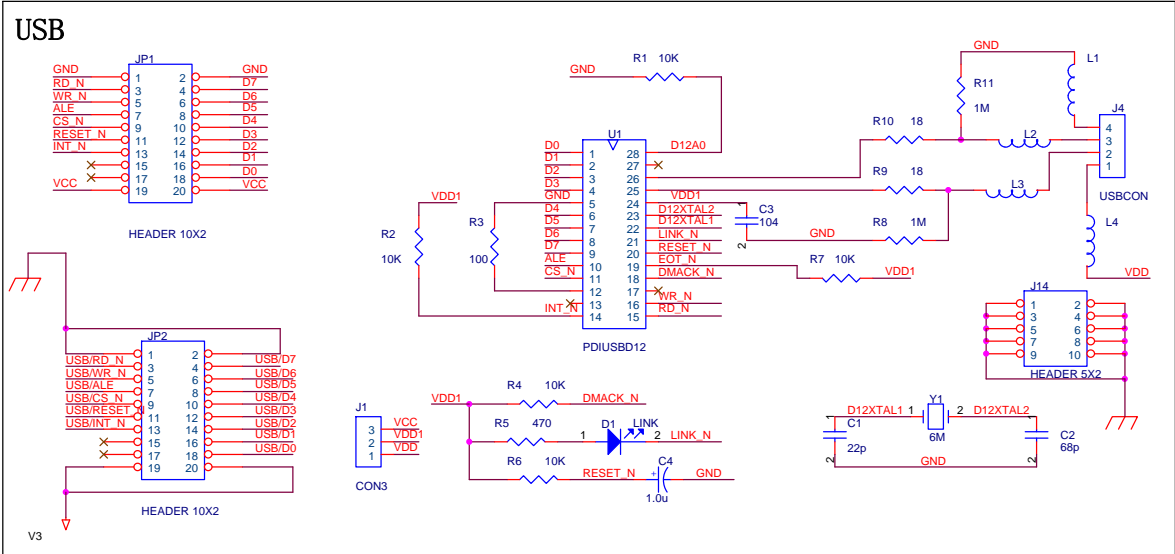 USB
JP1
GND 1 2 GND
RD_N 3 4 D7
WR_N 5 6 D6
ALE 7 8 D5
CS_N 9 10 D4
RESET_N 11 12 D3
INT_N 13 14 D2
15 16 D1
17 18 D0
VCC 19 20 VCC
HEADER 10X2
R1 10K
GND
U1
D0 1 28 D12A0
D1 2 27
D2 3 26
D3 4 25
GND 5 24 VDD1
D4 6 23 D12XTAL2
D5 7 22 D12XTAL1
D6 8 21 LINK_N
D7 9 20 RESET_N
ALE 10 19 EOT_N
CS_N 11 18 DMACK_N
12 17
13 16 WR_N
INT_N 14 15 RD_N
PDIUSBD12
VDD1
R2
10K
R3
100
GND
R11
1M
L1
J4
4
3
2
1
USBCON
R10 18
L2
R9 18
L3
1
C3
104
2
GND
R8 1M
L4
R7 10K
VDD1
VDD
J14
1 2
3 4
5 6
7 8
9 10
HEADER 5X2
JP2
1 2
USB/RD_N 3 4 USB/D7
USB/WR_N 5 6 USB/D6
USB/ALE 7 8 USB/D5
USB/CS_N 9 10 USB/D4
USB/RESET_N 11 12 USB/D3
USB/INT_N 13 14 USB/D2
15 16 USB/D1
17 18 USB/D0
19 20
HEADER 10X2
V3
J1
3 VCC
2 VDD1
1 VDD
CON3
VDD1
R4 10K
DMACK_N
R5 470
1 D1 LINK 2 LINK_N
R6 10K
RESET_N + C4 GND
1.0u
D12XTAL1 1 Y1 2 D12XTAL2
6M
1 C1 2
22p
1 C2 2
68p
GND